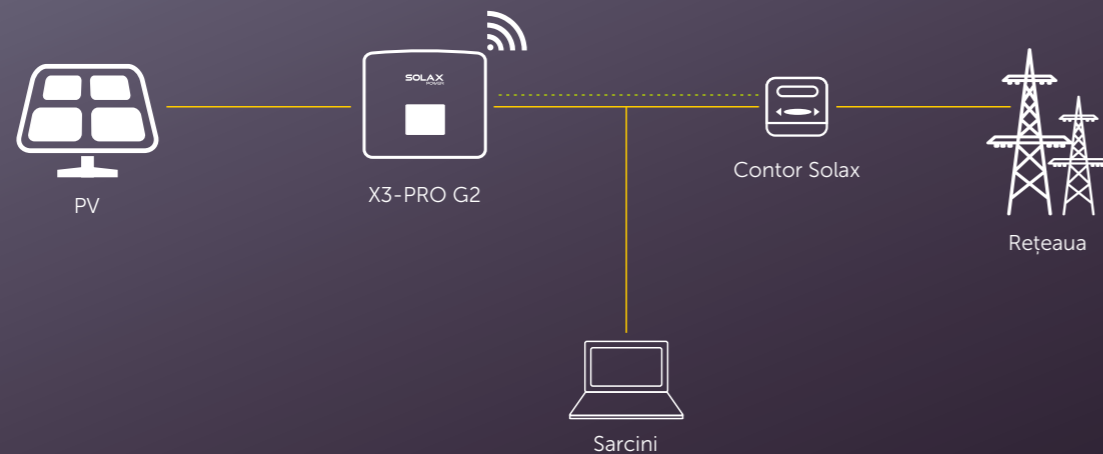 SOLAX
POWER
PV
X3-PRO G2
Contor Solax
Rețeaua
Sarcini